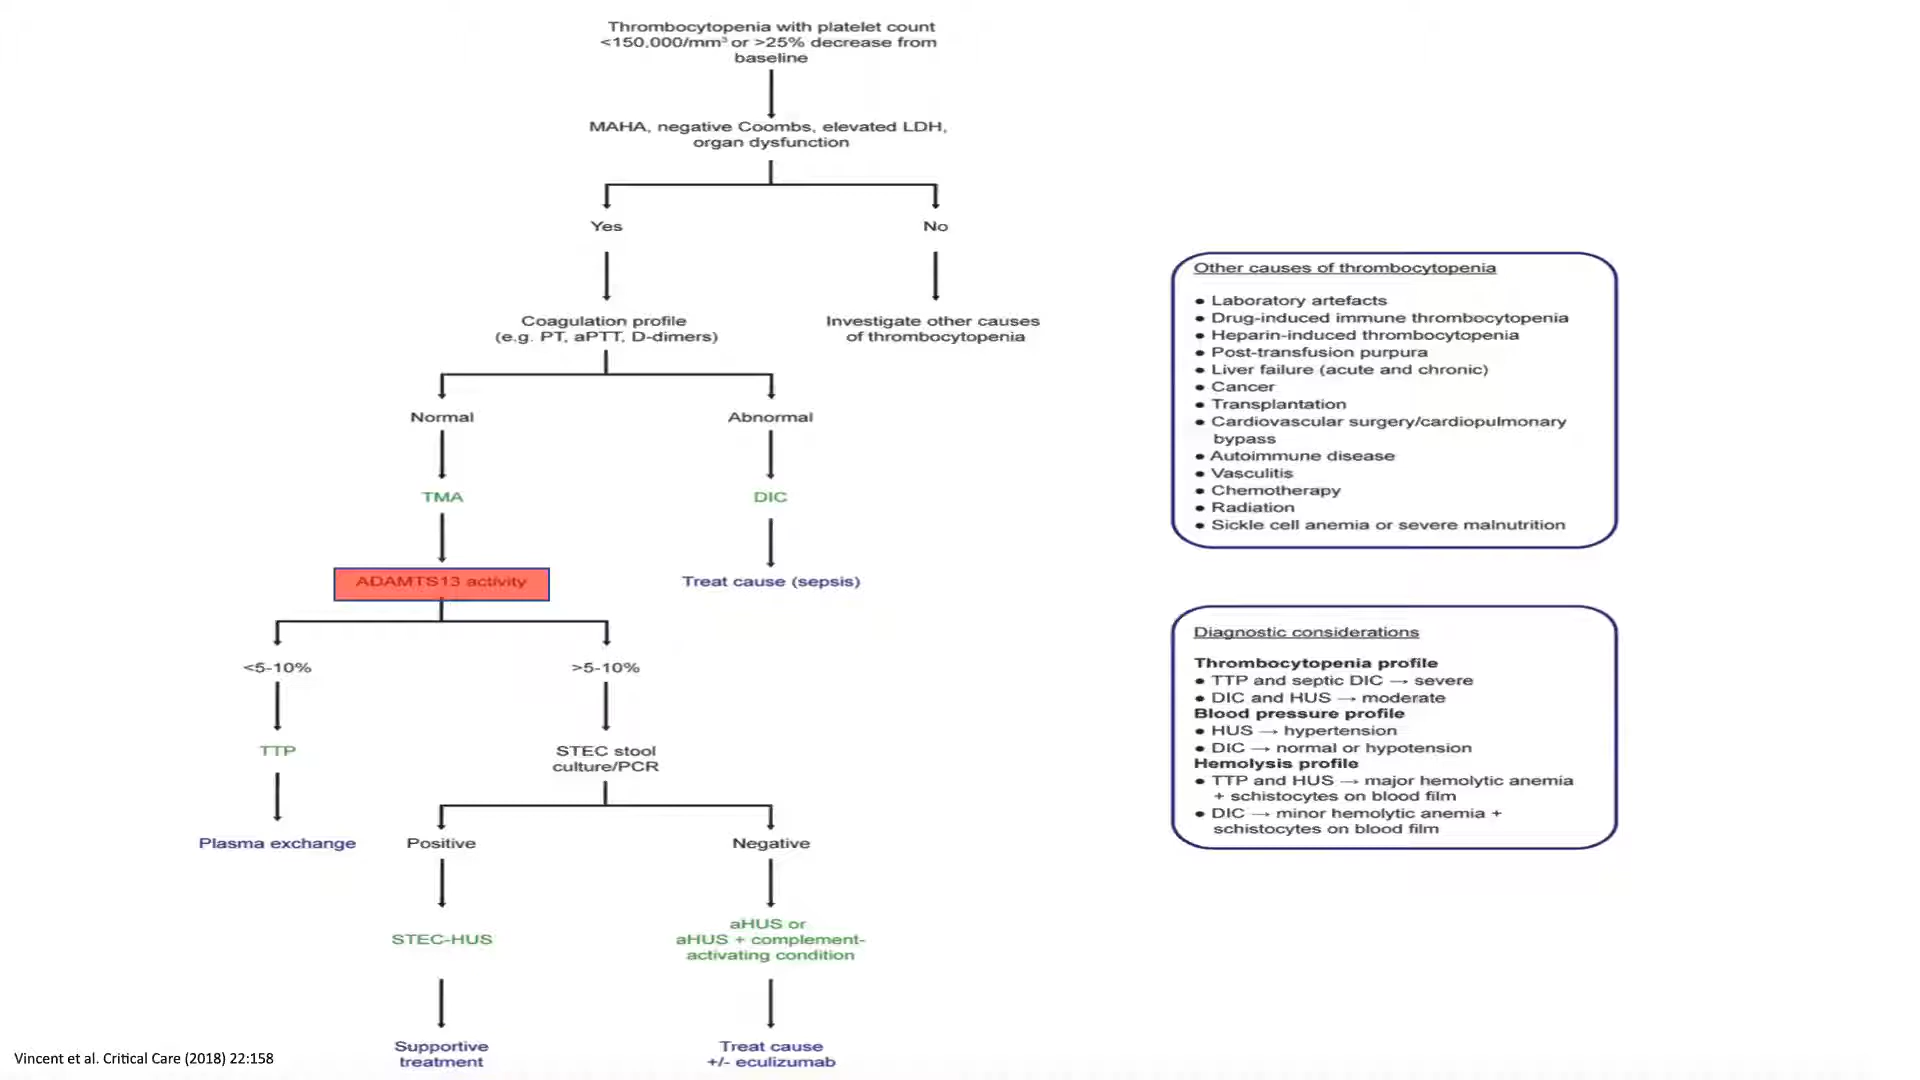 Thrombocytopenia with platelet count
<150,000/mm³ or >25% decrease from
baseline
MAHA, negative Coombs, elevated LDH,
organ dysfunction
Yes
No
Coagulation profile
(e.g. PT, aPTT, D-dimers)
Investigate other causes
of thrombocytopenia
Normal
Abnormal
TMA
DIC
ADAMTS13 activity
Treat cause (sepsis)
<5-10%
>5-10%
TTP
STEC stool
culture/PCR
Plasma exchange
Positive
Negative
STEC-HUS
aHUS or
aHUS + complement-
activating condition
Supportive
treatment
Treat cause
+/- eculizumab
Other causes of thrombocytopenia
• Laboratory artefacts
• Drug-induced immune thrombocytopenia
• Heparin-induced thrombocytopenia
• Post-transfusion purpura
• Liver failure (acute and chronic)
• Cancer
• Transplantation
• Cardiovascular surgery/cardiopulmonary
bypass
• Autoimmune disease
• Vasculitis
• Chemotherapy
• Radiation
• Sickle cell anemia or severe malnutrition
Diagnostic considerations
Thrombocytopenia profile
• TTP and septic DIC → severe
• DIC and HUS → moderate
Blood pressure profile
• HUS → hypertension
• DIC → normal or hypotension
Hemolysis profile
• TTP and HUS → major hemolytic anemia
+ schistocytes on blood film
• DIC → minor hemolytic anemia +
schistocytes on blood film
Vincent et al. Critical Care (2018) 22:158